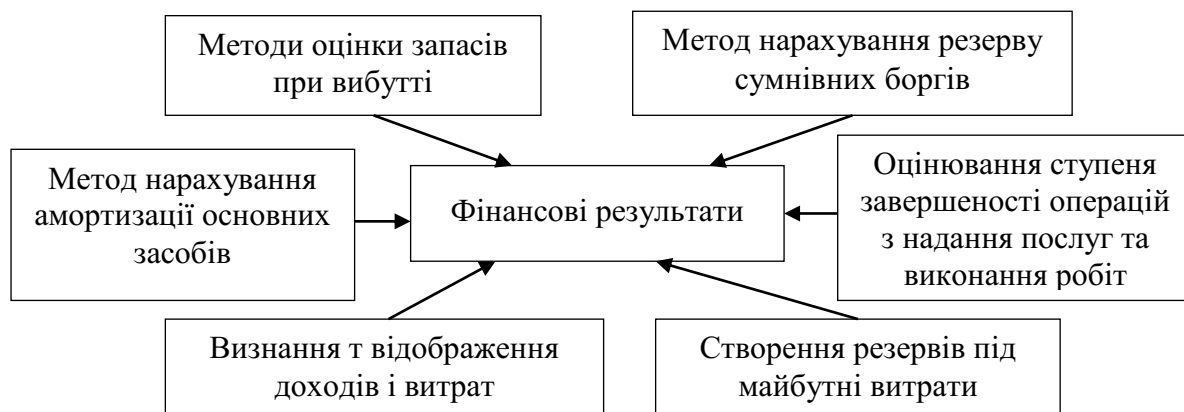 Методи оцінки запасів
при вибутті
Метод нарахування резерву
сумнівних боргів
Метод нарахування
амортизації основних
засобів
Фінансові результати
Оцінювання ступеня
завершеності операцій
з надання послуг та
виконання робіт
Визнання т відображення
доходів і витрат
Створення резервів під
майбутні витрати